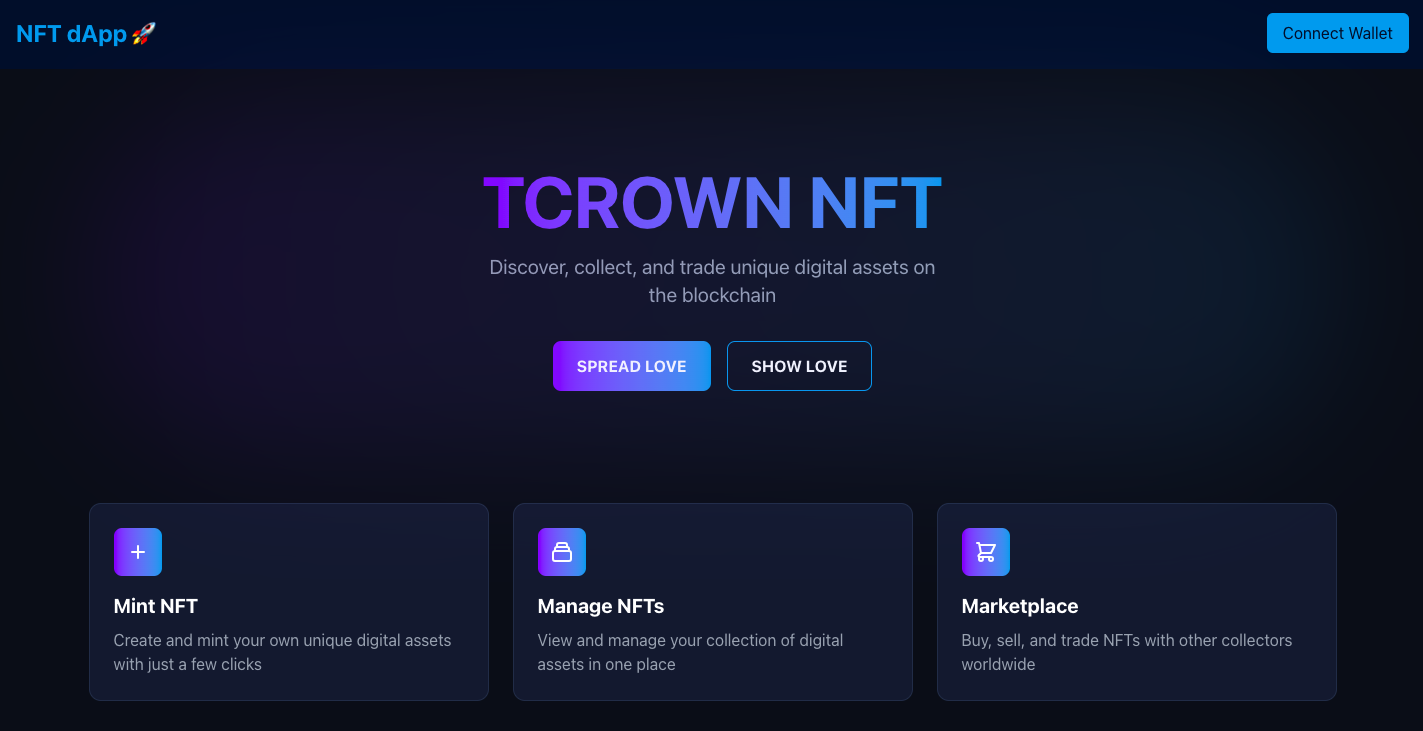 NFT dApp 🚀
Connect Wallet
TCROWN NFT
Discover, collect, and trade unique digital assets on
the blockchain
SPREAD LOVE
SHOW LOVE
Mint NFT
Create and mint your own unique digital assets
with just a few clicks
Manage NFTs
View and manage your collection of digital
assets in one place
Marketplace
Buy, sell, and trade NFTs with other collectors
worldwide